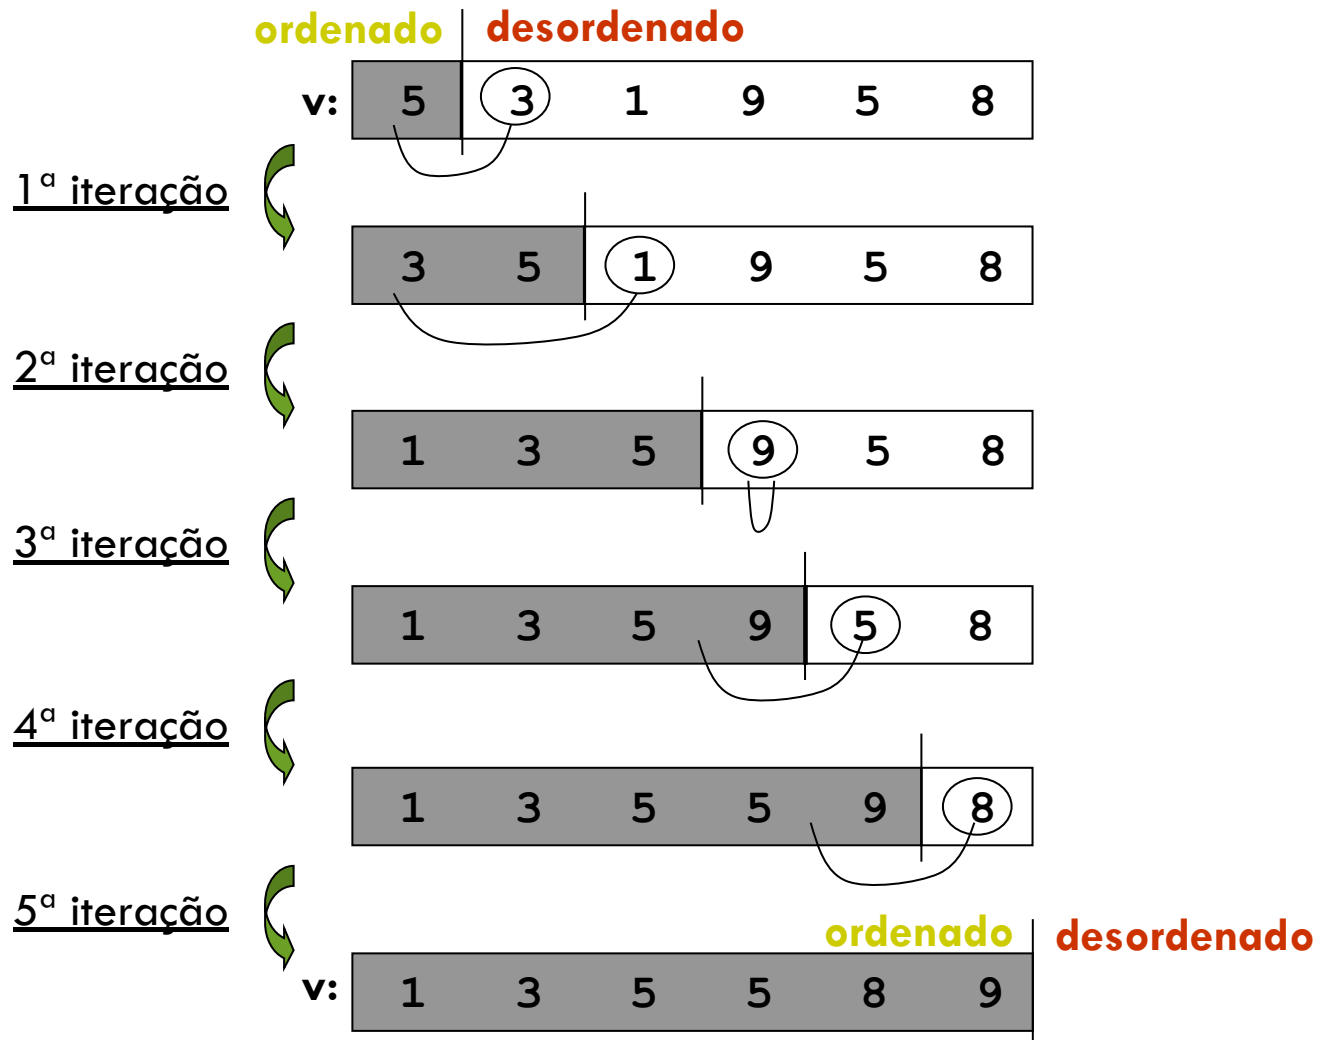 ordenado desordenado
v: 5 3 1 9 5 8
1ª iteração
3 5 1 9 5 8
2ª iteração
1 3 5 9 5 8
3ª iteração
1 3 5 9 5 8
4ª iteração
1 3 5 5 9 8
5ª iteração
ordenado desordenado
v: 1 3 5 5 8 9